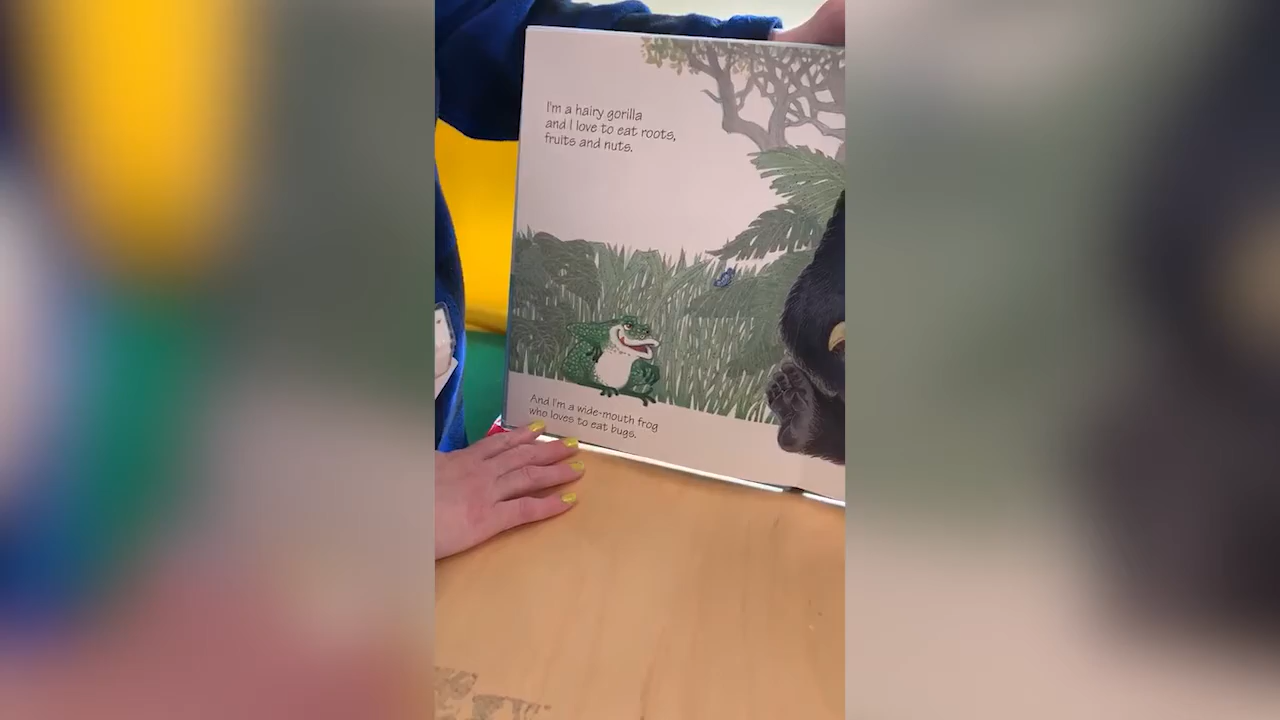 I'm a hairy gorilla
and I love to eat roots,
fruits and nuts.
And I'm a wide-mouth frog
who loves to eat bugs.